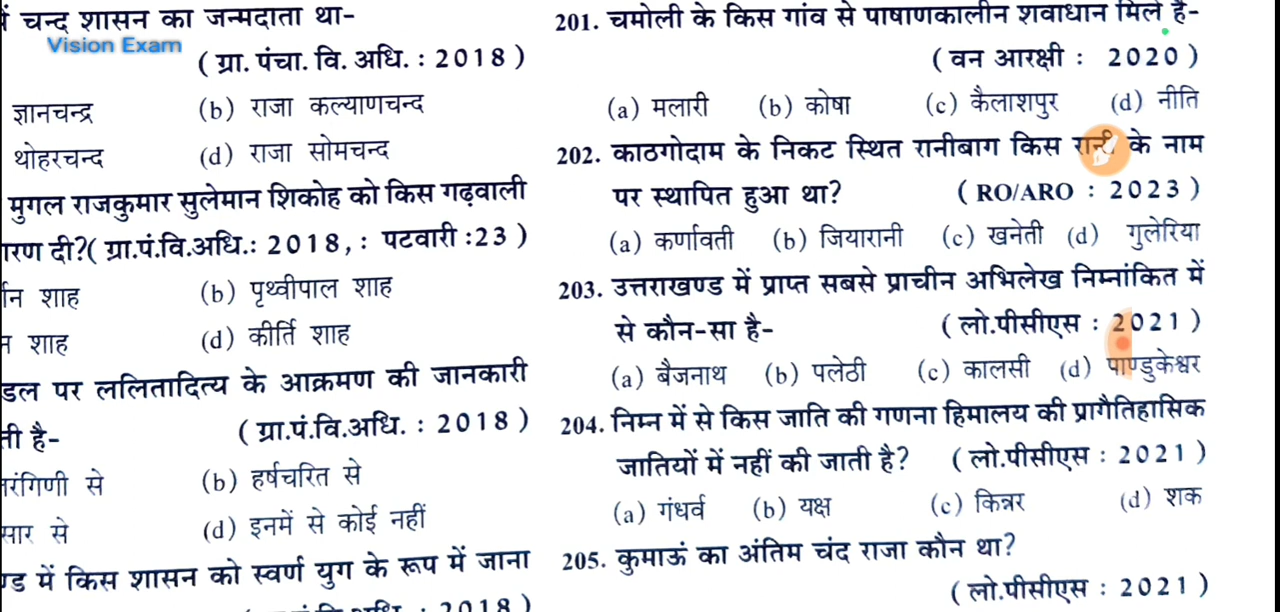 में चन्द शासन का जन्मदाता था-
Vision Exam
( ग्रा. पंचा. वि. अधि. : 2018 )
ज्ञानचन्द्र (b) राजा कल्याणचन्द
थोहरचन्द (d) राजा सोमचन्द
मुगल राजकुमार सुलेमान शिकोह को किस गढ़वाली
दी?( ग्रा.पं.वि.अधि.: 2018, : पटवारी :23 )
शाह (b) पृथ्वीपाल शाह
शाह (d) कीर्ति शाह
पर ललितादित्य के आक्रमण की जानकारी
है-
( ग्रा.पं.वि.अधि. : 2018 )
से (b) हर्षचरित से
से (d) इनमें से कोई नहीं
में किस शासन को स्वर्ण युग के रूप में जाना
: 2018 )
201. चमोली के किस गांव से पाषाणकालीन शवाधान मिले है-
( वन आरक्षी : 2020 )
(a) मलारी (b) कोषा (c) कैलाशपुर (d) नीति
202. काठगोदाम के निकट स्थित रानीबाग किस रानी के नाम
पर स्थापित हुआ था? ( RO/ARO : 2023 )
(a) कर्णावती (b) जियारानी (c) खनेती (d) गुलेरिया
203. उत्तराखण्ड में प्राप्त सबसे प्राचीन अभिलेख निम्नांकित में
से कौन-सा है- ( लो.पीसीएस : 2021 )
(a) बैजनाथ (b) पलेठी (c) कालसी (d) पाण्डुकेश्वर
204. निम्न में से किस जाति की गणना हिमालय की प्रागैतिहासिक
जातियों में नहीं की जाती है? ( लो.पीसीएस : 2021 )
(a) गंधर्व (b) यक्ष (c) किन्नर (d) शक
205. कुमाऊं का अंतिम चंद राजा कौन था?
( लो.पीसीएस : 2021 )